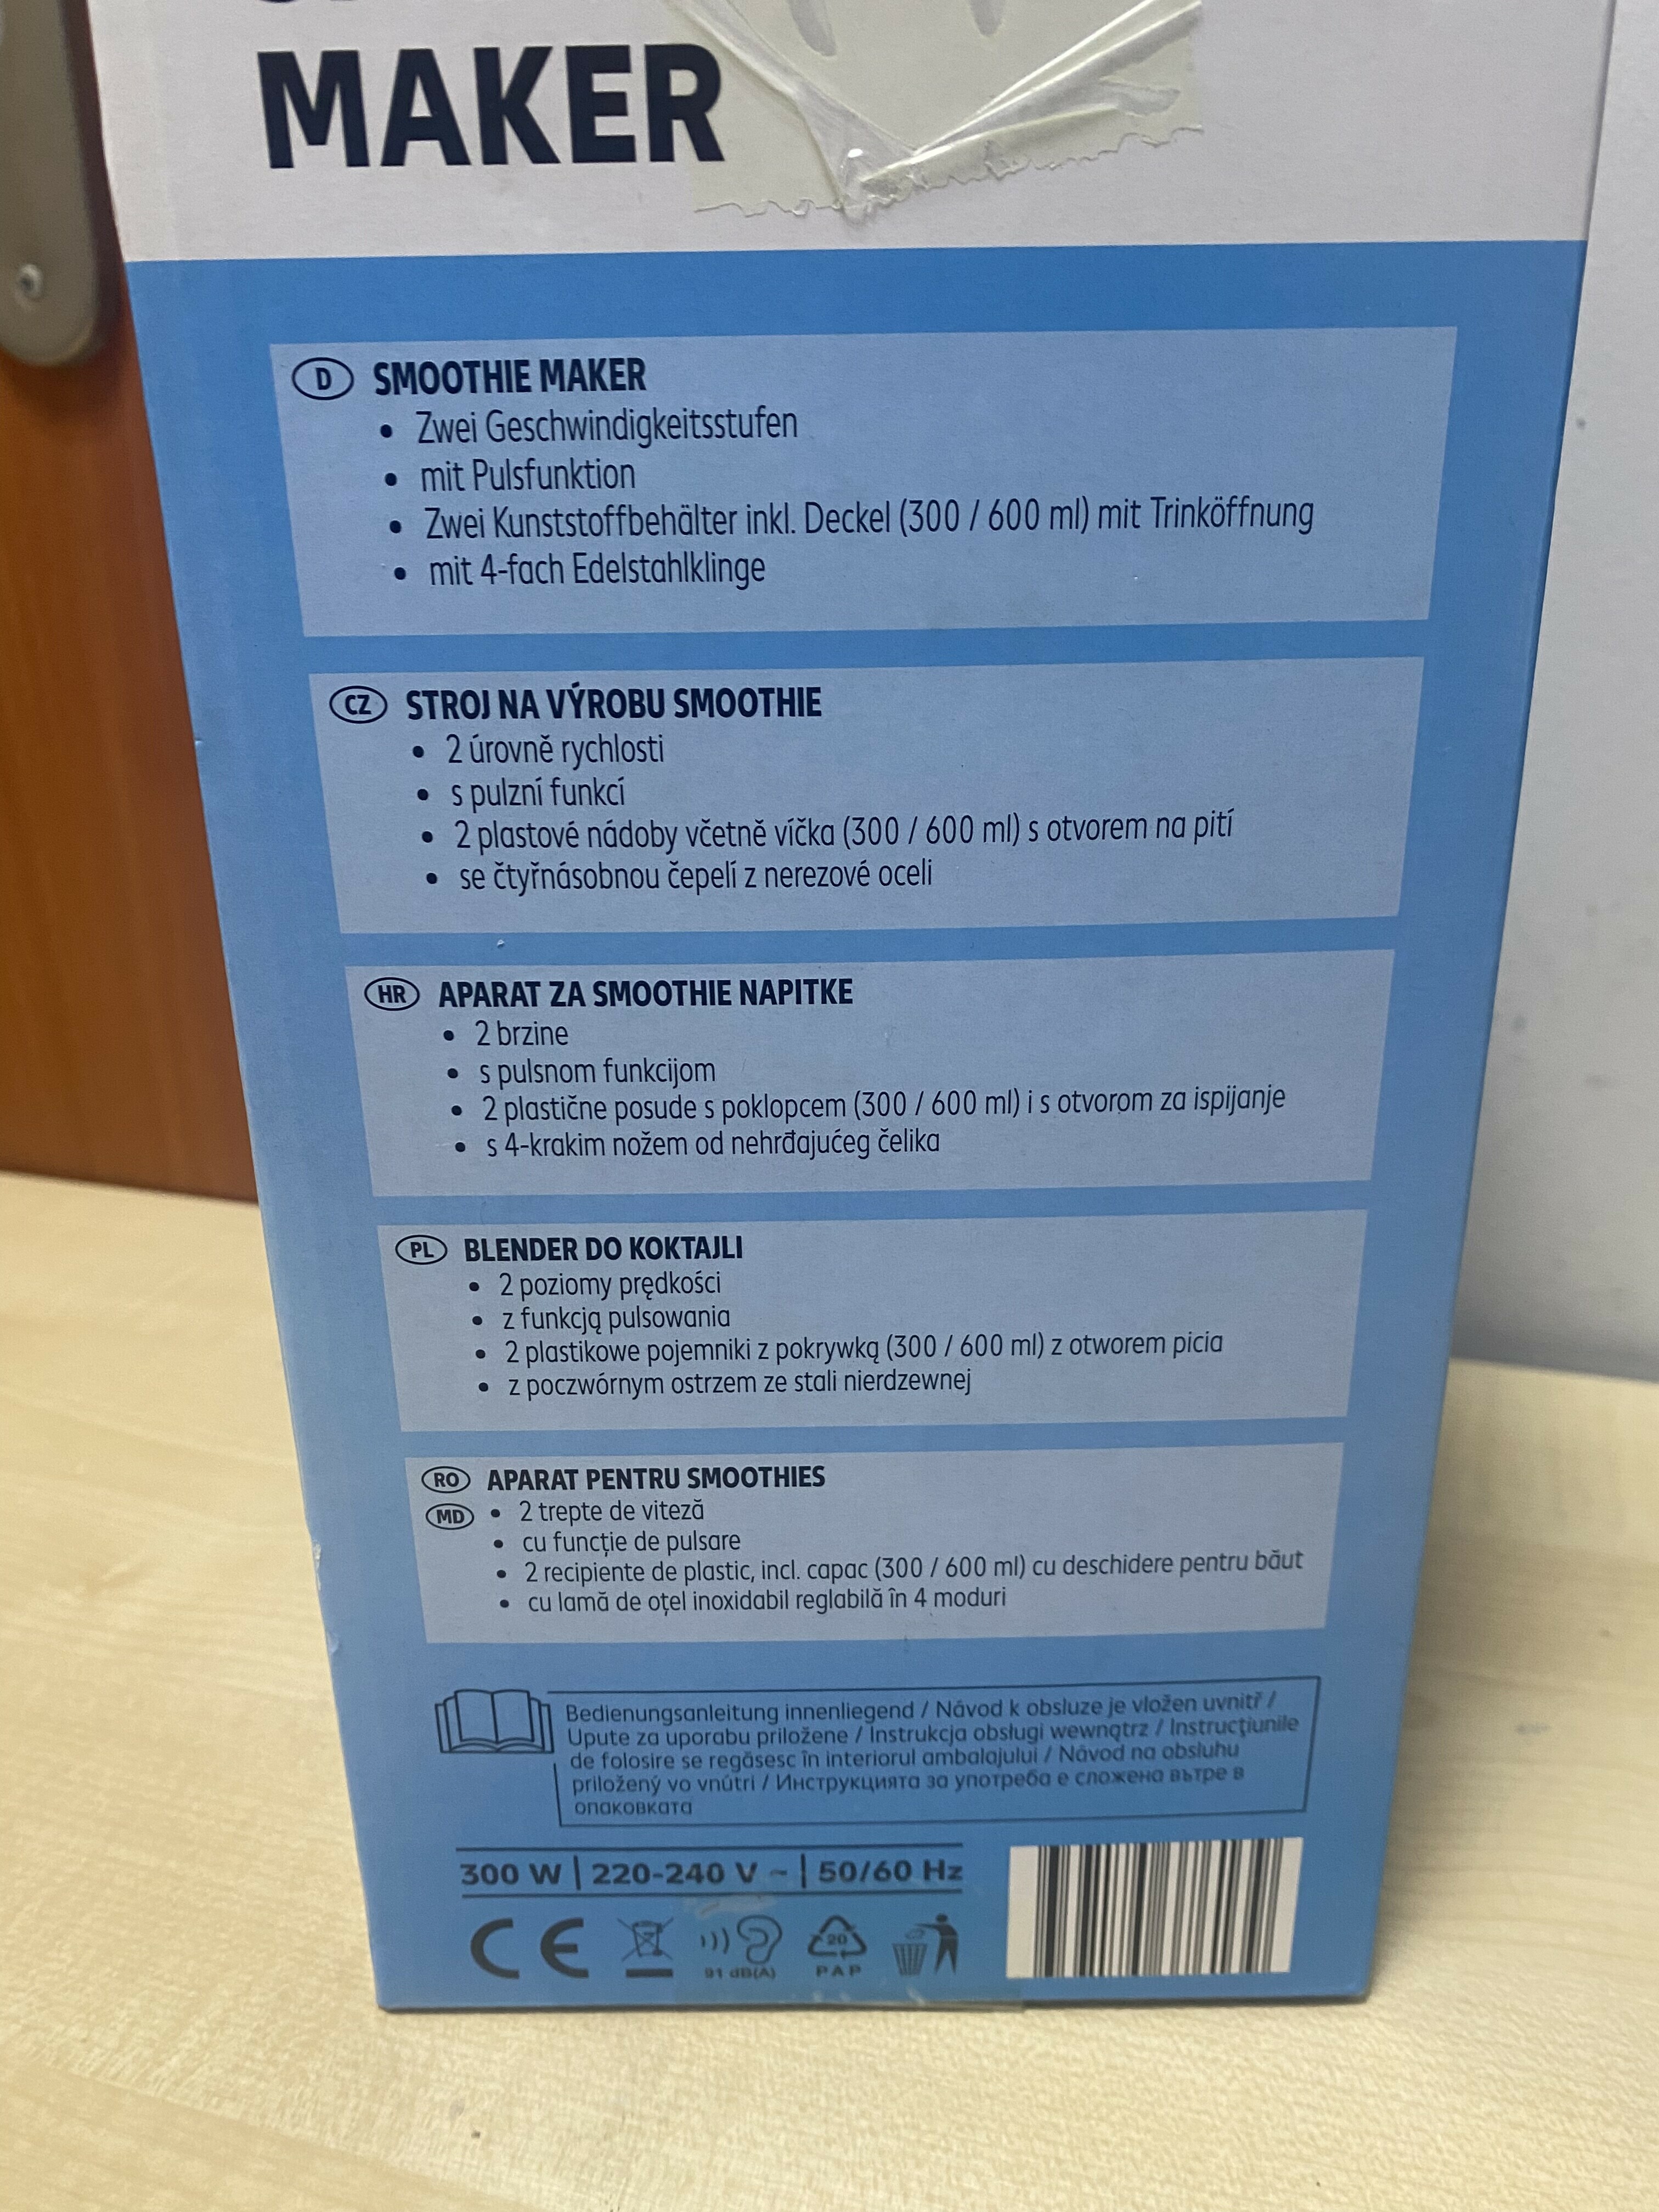 MAKER
D SMOOTHIE MAKER
• Zwei Geschwindigkeitsstufen
• mit Pulsfunktion
• Zwei Kunststoffbehälter inkl. Deckel (300 / 600 ml) mit Trinköffnung
• mit 4-fach Edelstahlklinge
CZ STROJ NA VÝROBU SMOOTHIE
• 2 úrovně rychlosti
• s pulzní funkcí
• 2 plastové nádoby včetně víčka (300 / 600 ml) s otvorem na pití
• se čtyřnásobnou čepelí z nerezové oceli
HR APARAT ZA SMOOTHIE NAPITKE
• 2 brzine
• s pulsnom funkcijom
• 2 plastične posude s poklopcem (300 / 600 ml) i s otvorom za ispijanje
• s 4-krakim nožem od nehrđajućeg čelika
PL BLENDER DO KOKTAJLI
• 2 poziomy prędkości
• z funkcją pulsowania
• 2 plastikowe pojemniki z pokrywką (300 / 600 ml) z otworem picia
• z poczwórnym ostrzem ze stali nierdzewnej
RO APARAT PENTRU SMOOTHIES
MD • 2 trepte de viteză
• cu funcție de pulsare
• 2 recipiente de plastic, incl. capac (300 / 600 ml) cu deschidere pentru băut
• cu lamă de oțel inoxidabil reglabilă în 4 moduri
Bedienungsanleitung innenliegend / Návod k obsluze je vložen uvnitř /
Upute za uporabu priložene / Instrukcja obsługi wewnątrz / Instrucțiunile
de folosire se regăsesc în interiorul ambalajului / Návod na obsluhu
priložený vo vnútri / Инструкцията за употреба е сложена вътре в
опаковката
300 W | 220-240 V ~ | 50/60 Hz
CE 91 dB(A) 20 PAP